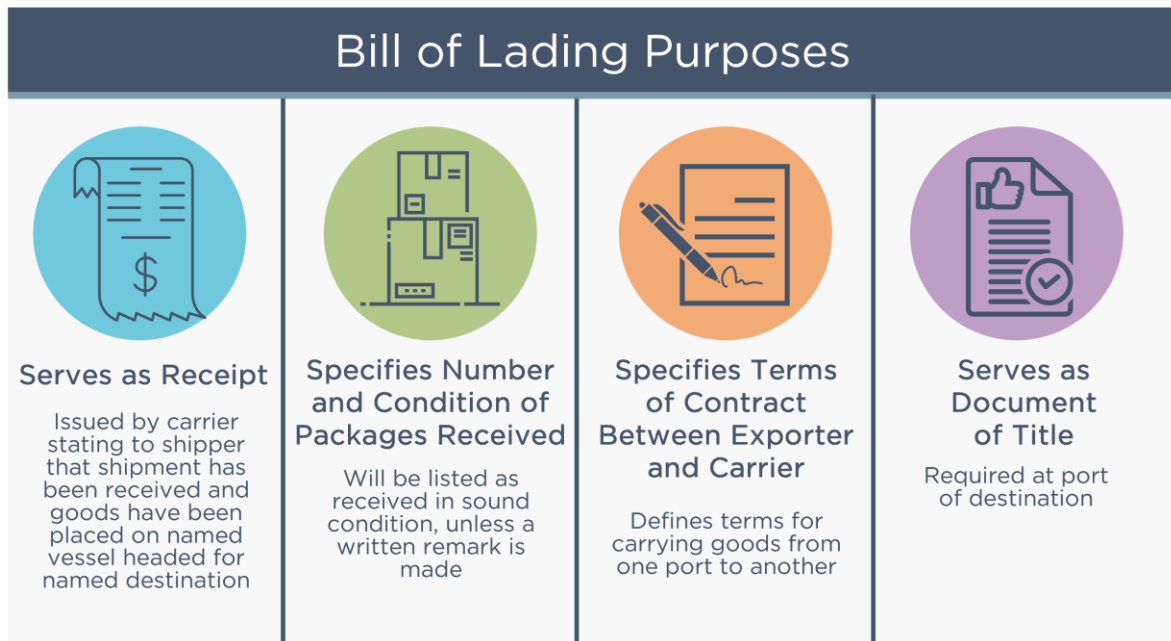 Bill of Lading Purposes
$
Serves as Receipt
Issued by carrier
stating to shipper
that shipment has
been received and
goods have been
placed on named
vessel headed for
named destination
Specifies Number
and Condition of
Packages Received
Will be listed as
received in sound
condition, unless a
written remark is
made
Specifies Terms
of Contract
Between Exporter
and Carrier
Defines terms for
carrying goods from
one port to another
Serves as
Document
of Title
Required at port
of destination